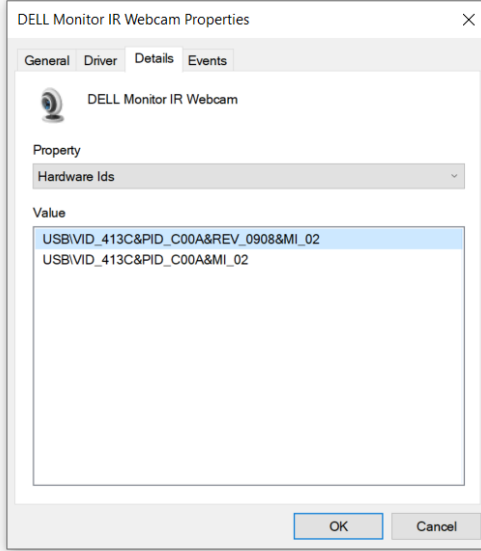 DELL Monitor IR Webcam Properties
General Driver Details Events
DELL Monitor IR Webcam
Property
Hardware Ids
Value
USB\VID_413C&PID_C00A&REV_0908&MI_02
USB\VID_413C&PID_C00A&MI_02
OK Cancel